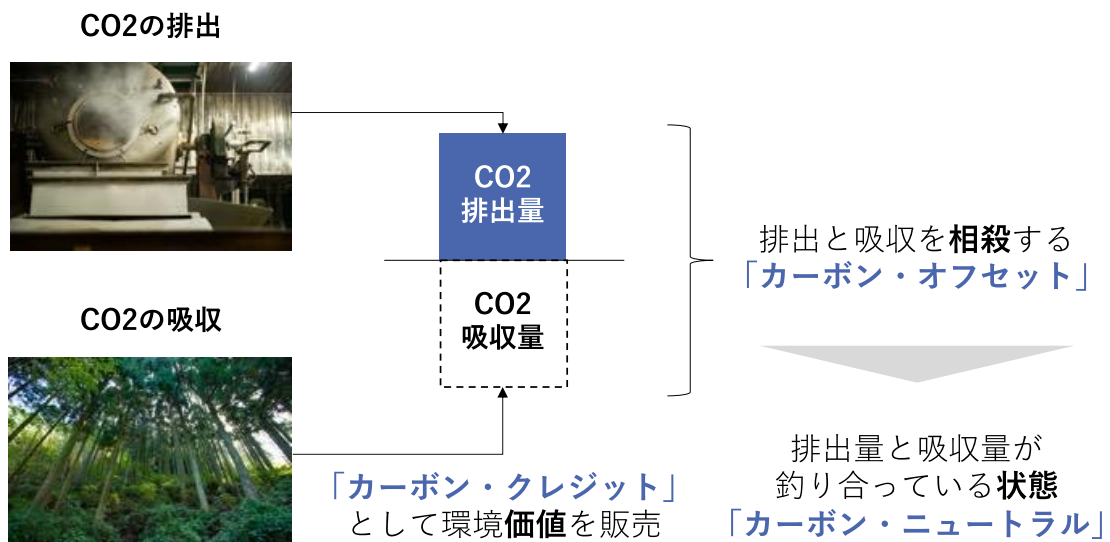 CO2の排出
CO2
排出量
CO2の吸収
CO2
吸収量
「カーボン・クレジット」
として環境価値を販売
排出と吸収を相殺する
「カーボン・オフセット」
排出量と吸収量が
釣り合っている状態
「カーボン・ニュートラル」